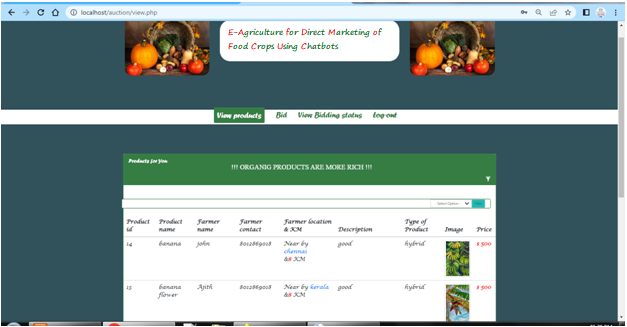 localhost/auction/view.php
E-Agriculture for Direct Marketing of
Food Crops Using Chatbots
View products Bid View Bidding status Log-out
Products for You
!!! ORGANIG PRODUCTS ARE MORE RICH !!!
Select Option
Product id Product name Farmer name Farmer contact Farmer location & KM Description Type of Product Image Price
14 banana john 8012869018 Near by chennai &8 KM good hybrid $ 500
15 banana flower Ajith 8012869018 Near by kerala &8 KM good hybrid $ 500